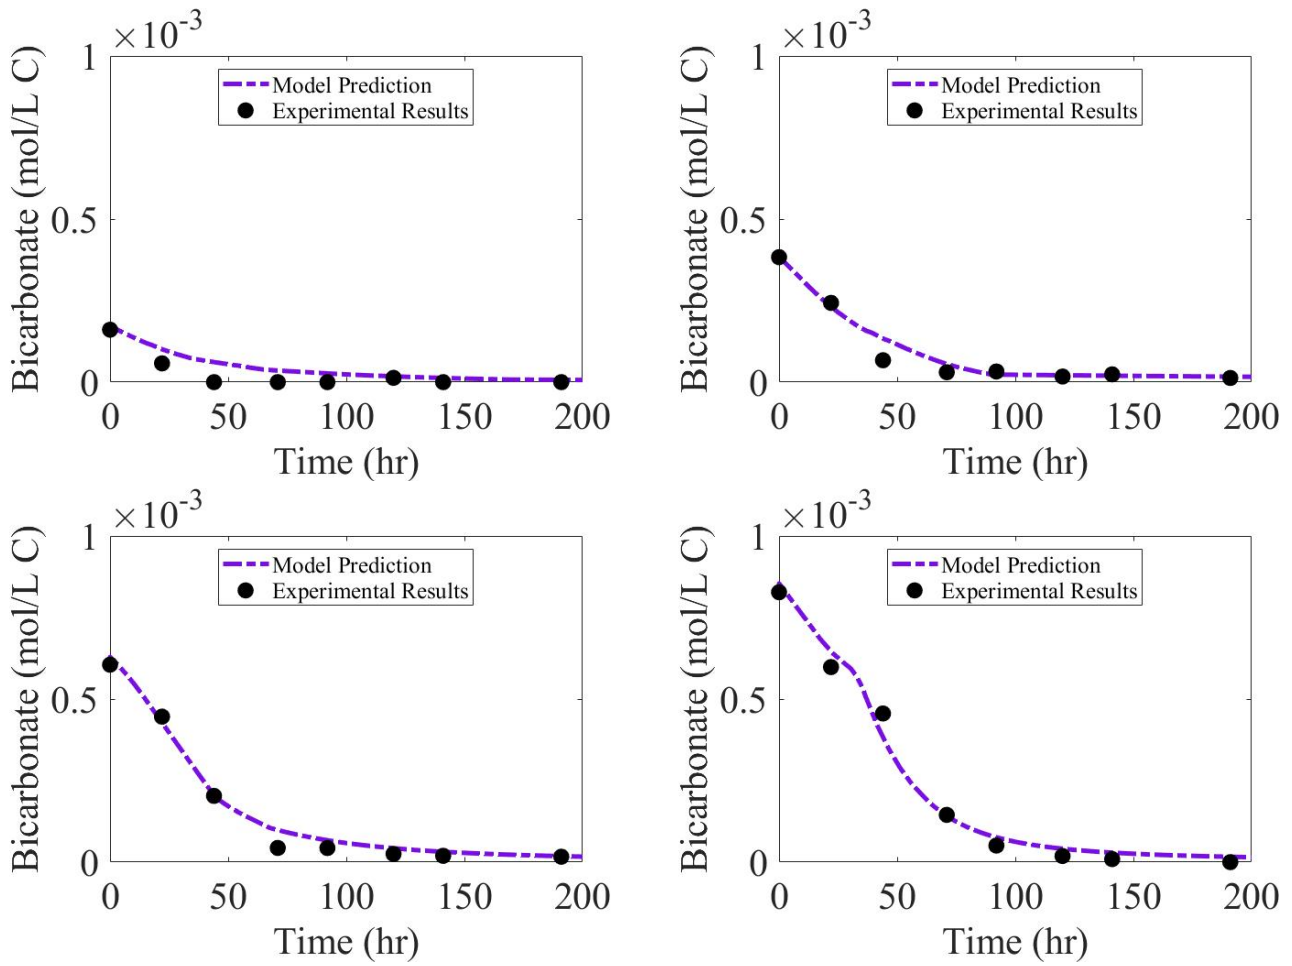 ×10-3
Bicarbonate (mol/L C)
1
0.5
0
Model Prediction
Experimental Results
0 50 100 150 200
Time (hr)
×10-3
Bicarbonate (mol/L C)
1
0.5
0
Model Prediction
Experimental Results
0 50 100 150 200
Time (hr)
×10-3
Bicarbonate (mol/L C)
1
0.5
0
Model Prediction
Experimental Results
0 50 100 150 200
Time (hr)
×10-3
Bicarbonate (mol/L C)
1
0.5
0
Model Prediction
Experimental Results
0 50 100 150 200
Time (hr)